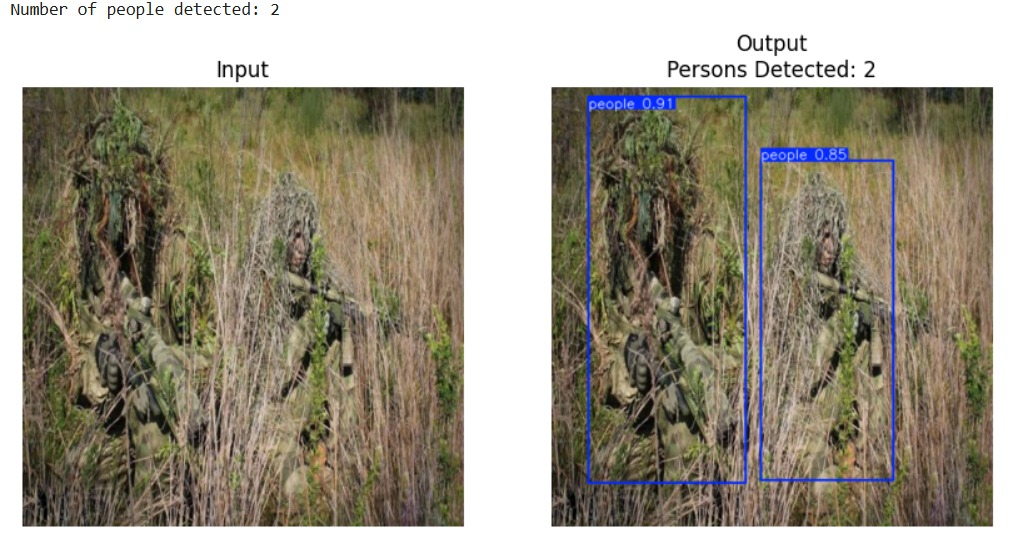 Number of people detected: 2
Input
Output
Persons Detected: 2
people 0.91
people 0.85